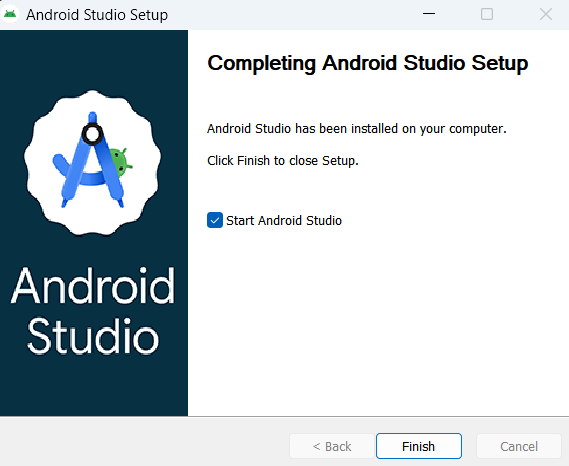 Android Studio Setup
Completing Android Studio Setup
Android Studio has been installed on your computer.
Click Finish to close Setup.
Start Android Studio
Android
Studio
< Back
Finish
Cancel